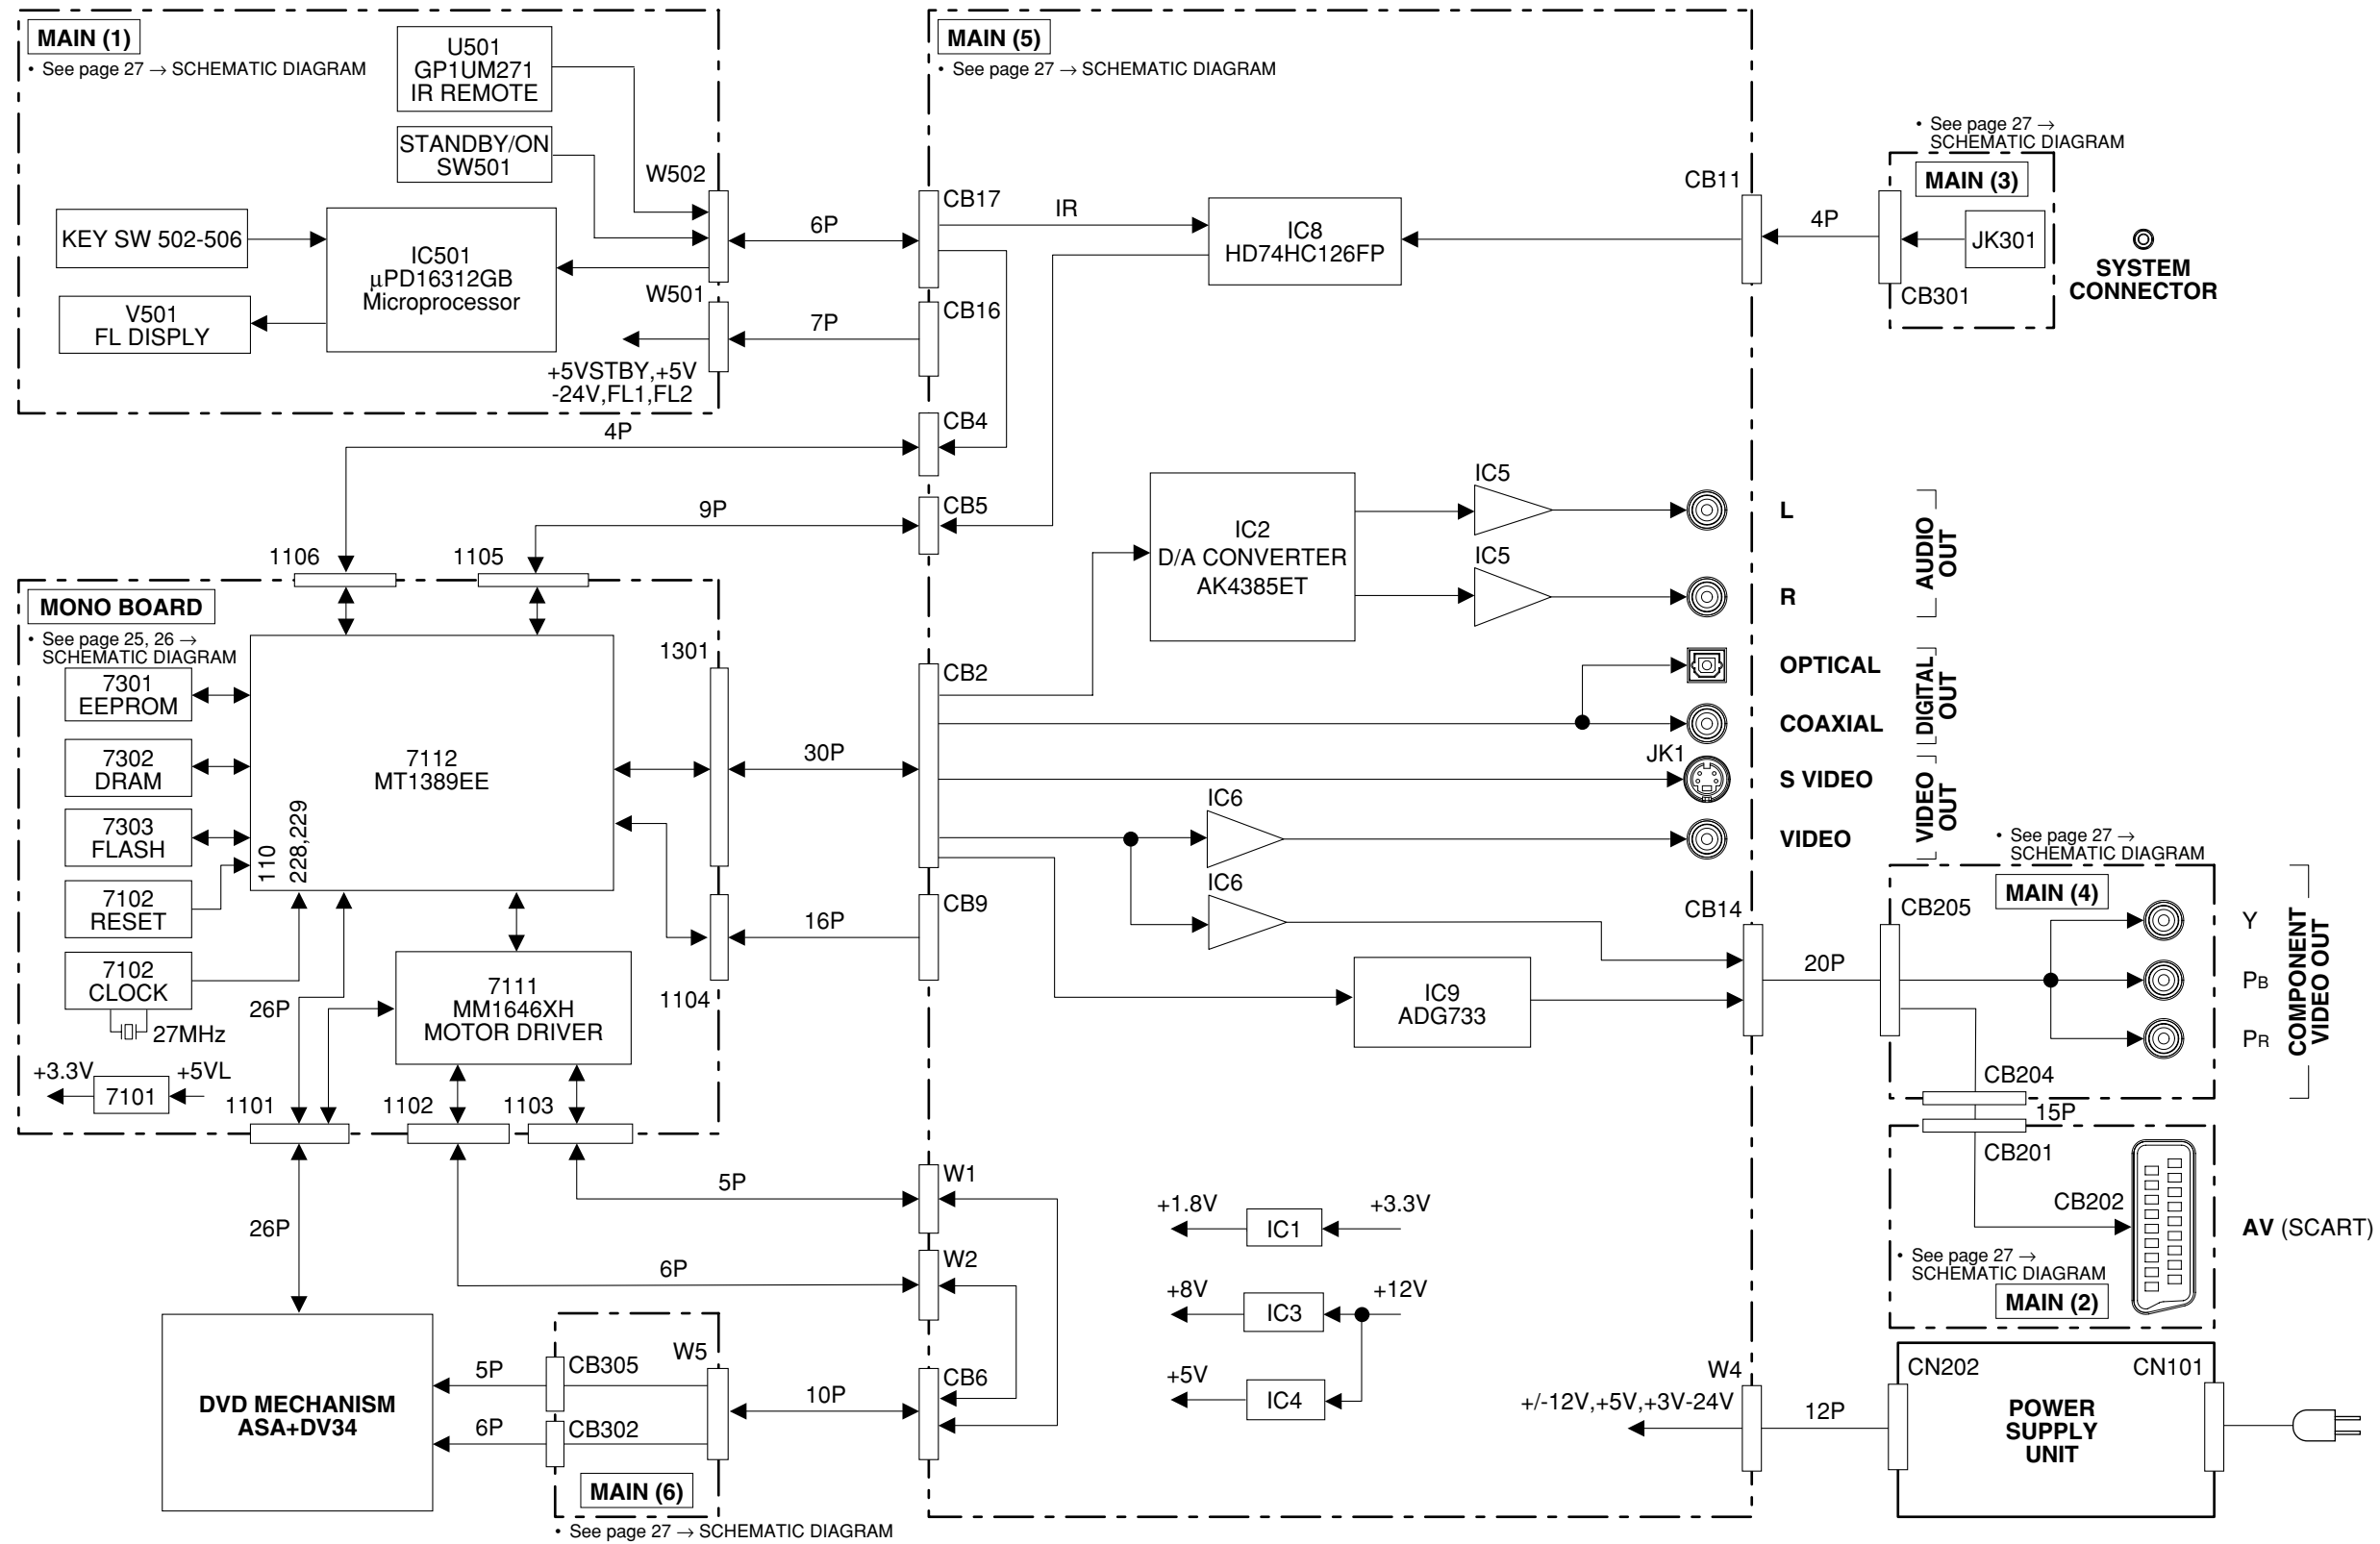 MAIN (1)
• See page 27 → SCHEMATIC DIAGRAM
U501
GP1UM271
IR REMOTE
STANDBY/ON
SW501
W502
KEY SW 502-506
IC501
µPD16312GB
Microprocessor
V501
FL DISPLY
W501
+5VSTBY,+5V
-24V,FL1,FL2
6P
7P
4P
9P
MAIN (5)
• See page 27 → SCHEMATIC DIAGRAM
CB17
IR
IC8
HD74HC126FP
CB16
CB4
CB5
CB11
4P
• See page 27 →
SCHEMATIC DIAGRAM
MAIN (3)
JK301
CB301
SYSTEM
CONNECTOR
1106
1105
MONO BOARD
• See page 25, 26 →
SCHEMATIC DIAGRAM
7301
EEPROM
7302
DRAM
7303
FLASH
7102
RESET
7102
CLOCK
27MHz
+3.3V
7101
+5VL
7112
MT1389EE
110
228,229
1301
30P
16P
1104
26P
7111
MM1646XH
MOTOR DRIVER
1101
1102
1103
CB2
CB9
IC2
D/A CONVERTER
AK4385ET
IC5
IC5
L
R
AUDIO
OUT
OPTICAL
COAXIAL
DIGITAL
OUT
JK1
S VIDEO
VIDEO
VIDEO
OUT
IC6
IC6
IC9
ADG733
CB14
20P
• See page 27 →
SCHEMATIC DIAGRAM
MAIN (4)
CB205
Y
PB
PR
COMPONENT
VIDEO OUT
CB204
15P
CB201
CB202
AV (SCART)
• See page 27 →
SCHEMATIC DIAGRAM
MAIN (2)
5P
W1
6P
W2
26P
+1.8V
IC1
+3.3V
+8V
IC3
+12V
+5V
IC4
DVD MECHANISM
ASA+DV34
5P
CB305
6P
CB302
W5
MAIN (6)
• See page 27 → SCHEMATIC DIAGRAM
10P
CB6
W4
+/-12V,+5V,+3V-24V
12P
CN202
CN101
POWER
SUPPLY
UNIT